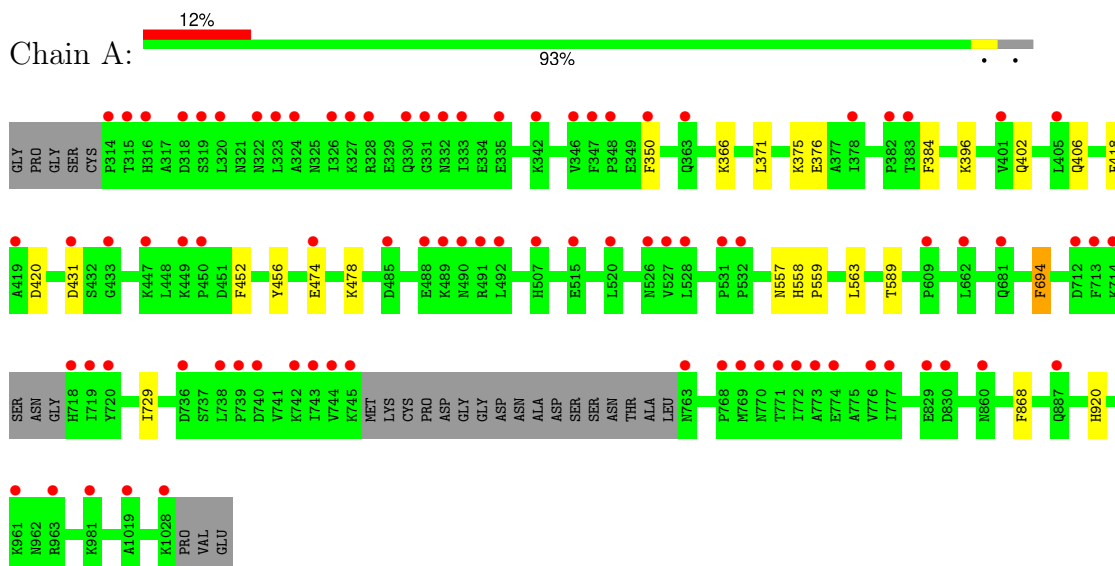 12%
Chain A:
93%
GLY PRO GLY SER CYS P314 T315 H316 A317 D318 S319 L320 N321 N322 L323 A324 N325 I326 K327 R328 E329 Q330 G331 N332 I333 E334 E335 K342 V346 F347 P348 E349 F350 Q363 K366 L371 K375 E376 A377 I378 P382 T383 F384 K396 V401 Q402 L405 Q406
A419 D420 D431 S432 G433 K447 L448 K449 P450 D451 F452 Y456 E474 K478 D485 E488 K489 N490 R491 L492 H507 E515 L520 N526 V527 L528 P531 P532 N557 H558 P559 L563 T589 P609 L662 Q681 F694 D712 F713
SER ASN GLY H718 I719 Y720 I729 D736 S737 L738 P739 D740 V741 K742 I743 V744 K745 MET LYS CYS PRO ASP GLY GLY ASP ASN ALA ASP SER SER ASN THR ALA LEU N763 P768 M769 N770 T771 I772 A773 E774 A775 V776 I777 E829 D830 N860 F868 Q887 H920
K961 N962 R963 K981 A1019 K1028 PRO VAL GLU